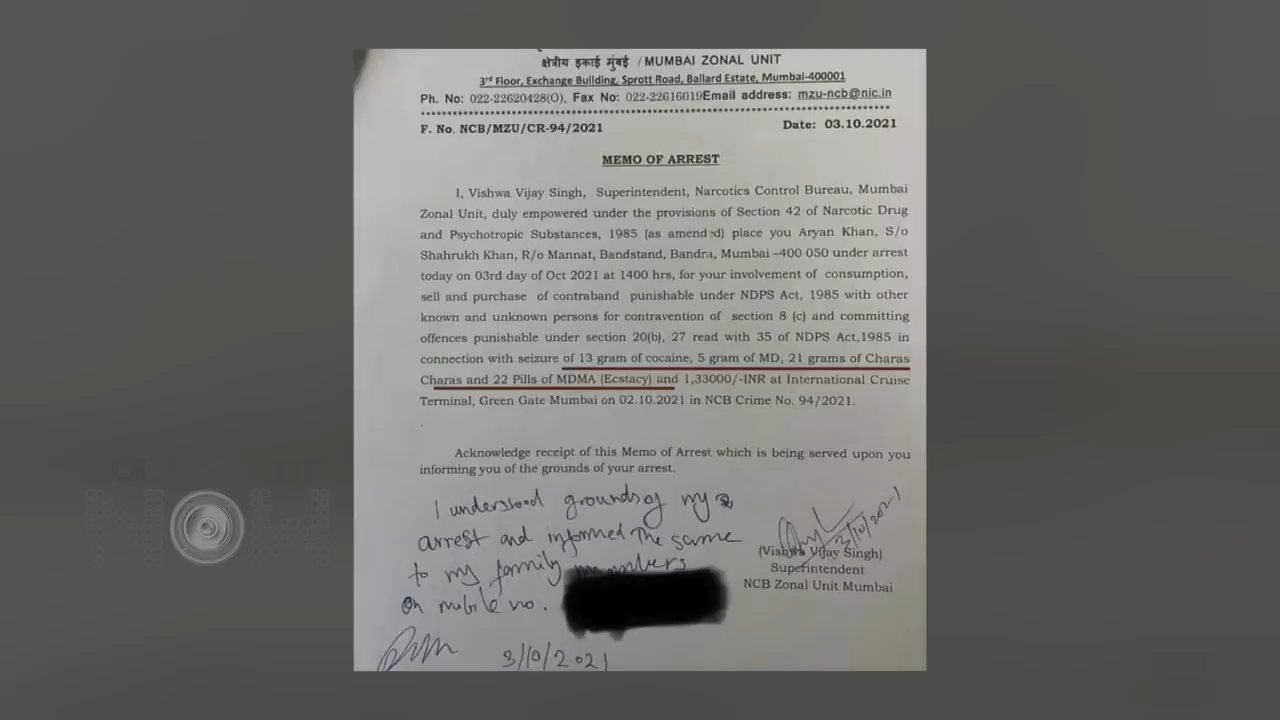 क्षेत्रीय इकाई मुंबई / MUMBAI ZONAL UNIT
3rd Floor, Exchange Building, Sprott Road, Ballard Estate, Mumbai-400001
Ph. No: 022-22620428(O), Fax No: 022-22616019Email address: mzu-ncb@nic.in
F. No. NCB/MZU/CR-94/2021 Date: 03.10.2021
MEMO OF ARREST
I, Vishwa Vijay Singh, Superintendent, Narcotics Control Bureau, Mumbai
Zonal Unit, duly empowered under the provisions of Section 42 of Narcotic Drug
and Psychotropic Substances, 1985 (as amended) place you Aryan Khan, S/o
Shahrukh Khan, R/o Mannat, Bandstand, Bandra, Mumbai -400 050 under arrest
today on 03rd day of Oct 2021 at 1400 hrs, for your involvement of consumption,
sell and purchase of contraband punishable under NDPS Act, 1985 with other
known and unknown persons for contravention of section 8 (c) and committing
offences punishable under section 20(b), 27 read with 35 of NDPS Act,1985 in
connection with seizure of 13 gram of cocaine, 5 gram of MD, 21 grams of Charas
Charas and 22 Pills of MDMA (Ecstacy) and 1,33000/-INR at International Cruise
Terminal, Green Gate Mumbai on 02.10.2021 in NCB Crime No. 94/2021.
Acknowledge receipt of this Memo of Arrest which is being served upon you
informing you of the grounds of your arrest.
I understood grounds of my
arrest and informed the same
to my family members
on mobile no.
3/10/2021
3/10/2021
(Vishwa Vijay Singh)
Superintendent
NCB Zonal Unit Mumbai